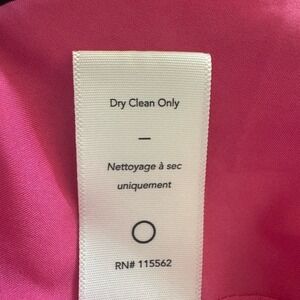 Dry Clean Only
—
Nettoyage à sec
uniquement
RN# 115562